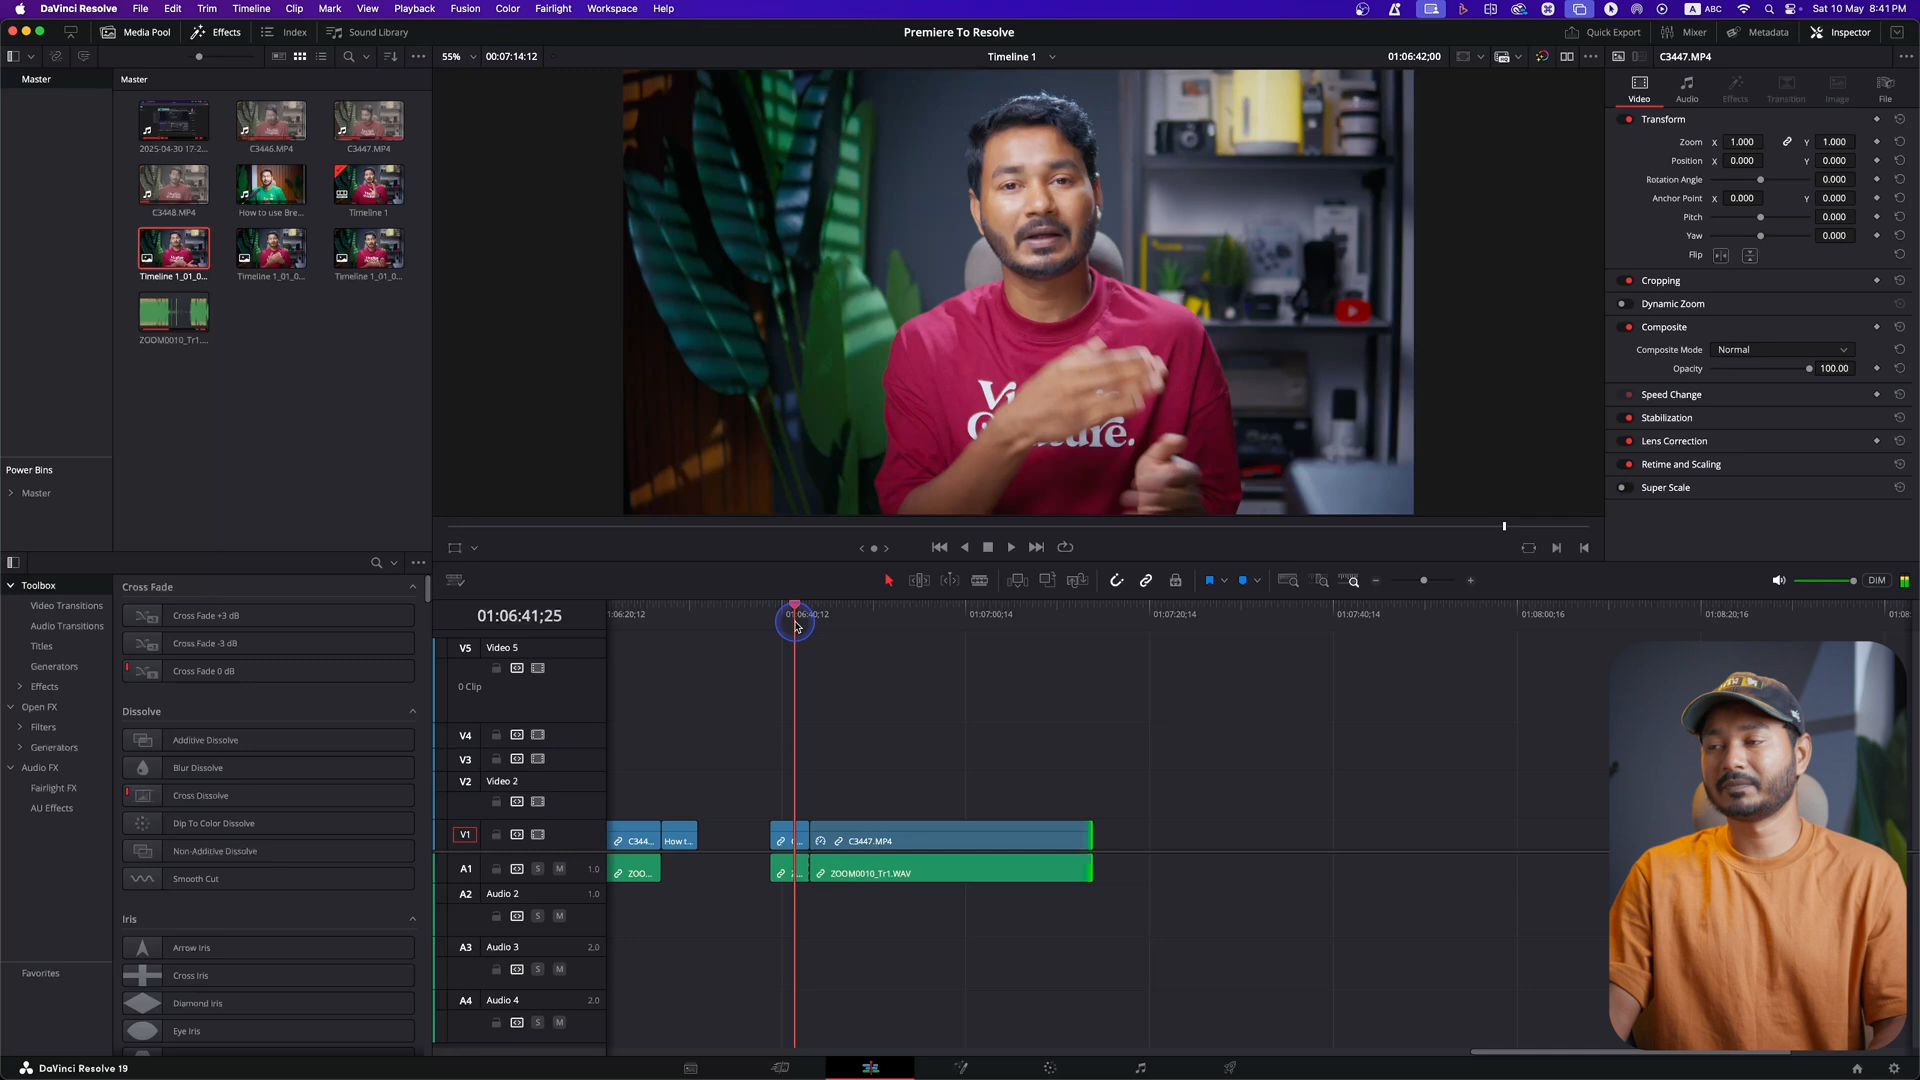 DaVinci Resolve File Edit Trim Timeline Clip Mark View Playback Fusion Color Fairlight Workspace Help
A ABC Sat 10 May 8:41 PM
Media Pool Effects Index Sound Library
Premiere To Resolve
Quick Export Mixer Metadata Inspector
55% 00:07:14:12
Timeline 1
01:06:42;00
C3447.MP4
Master
Master
2025-04-30 17-2... C3446.MP4 C3447.MP4
C3448.MP4 How to use Bre... Timeline 1
Timeline 1_01_0... Timeline 1_01_0... Timeline 1_01_0...
ZOOM0010_Tr1....
Power Bins
Master
Video Audio Effects Transition Image File
Transform
Zoom X 1.000 Y 1.000
Position X 0.000 Y 0.000
Rotation Angle 0.000
Anchor Point X 0.000 Y 0.000
Pitch 0.000
Yaw 0.000
Flip
Cropping
Dynamic Zoom
Composite
Composite Mode Normal
Opacity 100.00
Speed Change
Stabilization
Lens Correction
Retime and Scaling
Super Scale
Toolbox
Video Transitions
Audio Transitions
Titles
Generators
Effects
Open FX
Filters
Generators
Audio FX
Fairlight FX
AU Effects
Favorites
Cross Fade
Cross Fade +3 dB
Cross Fade -3 dB
Cross Fade 0 dB
Dissolve
Additive Dissolve
Blur Dissolve
Cross Dissolve
Dip To Color Dissolve
Non-Additive Dissolve
Smooth Cut
Iris
Arrow Iris
Cross Iris
Diamond Iris
Eye Iris
DIM
01:06:41;25
1:06:20;12 01:06:40;12 01:07:00;14 01:07:20;14 01:07:40;14 01:08:00;16 01:08:20;16 01:08:
V5 Video 5
0 Clip
V4
V3
V2 Video 2
V1
C344... How t... C... C3447.MP4
A1 S M 1.0
ZOO... Z... ZOOM0010_Tr1.WAV
A2 Audio 2 1.0
S M
A3 Audio 3 2.0
S M
A4 Audio 4 2.0
S M
DaVinci Resolve 19